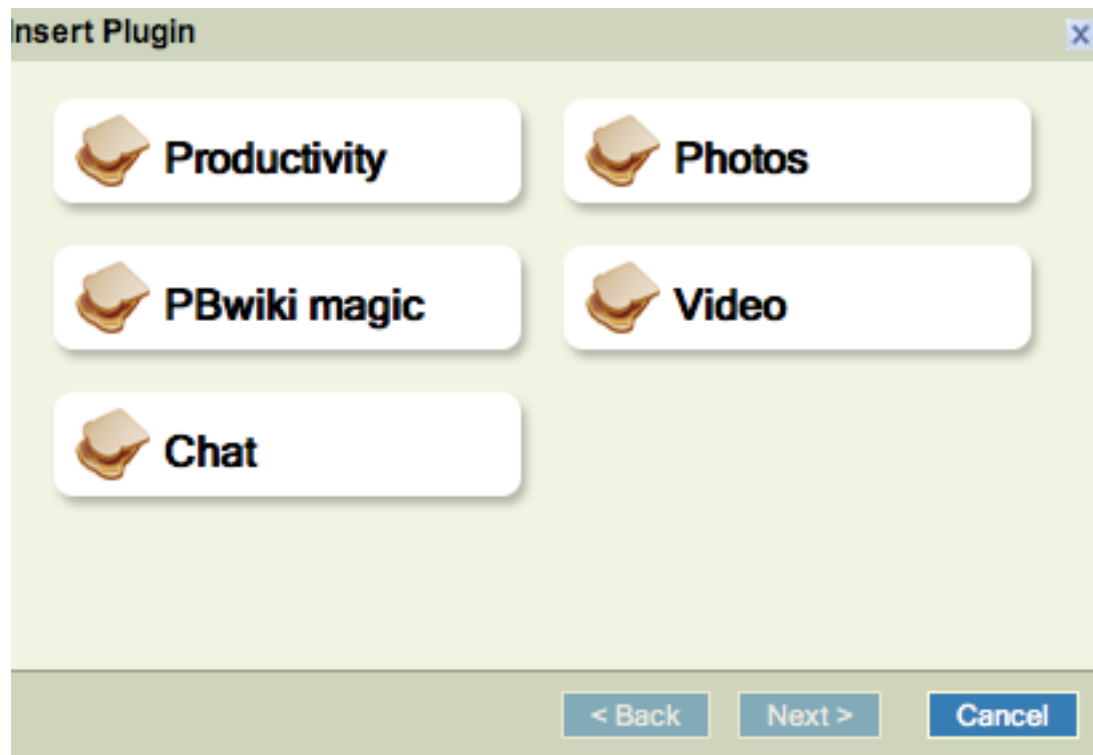 Insert Plugin
x
Productivity
Photos
PBwiki magic
Video
Chat
< Back
Next >
Cancel